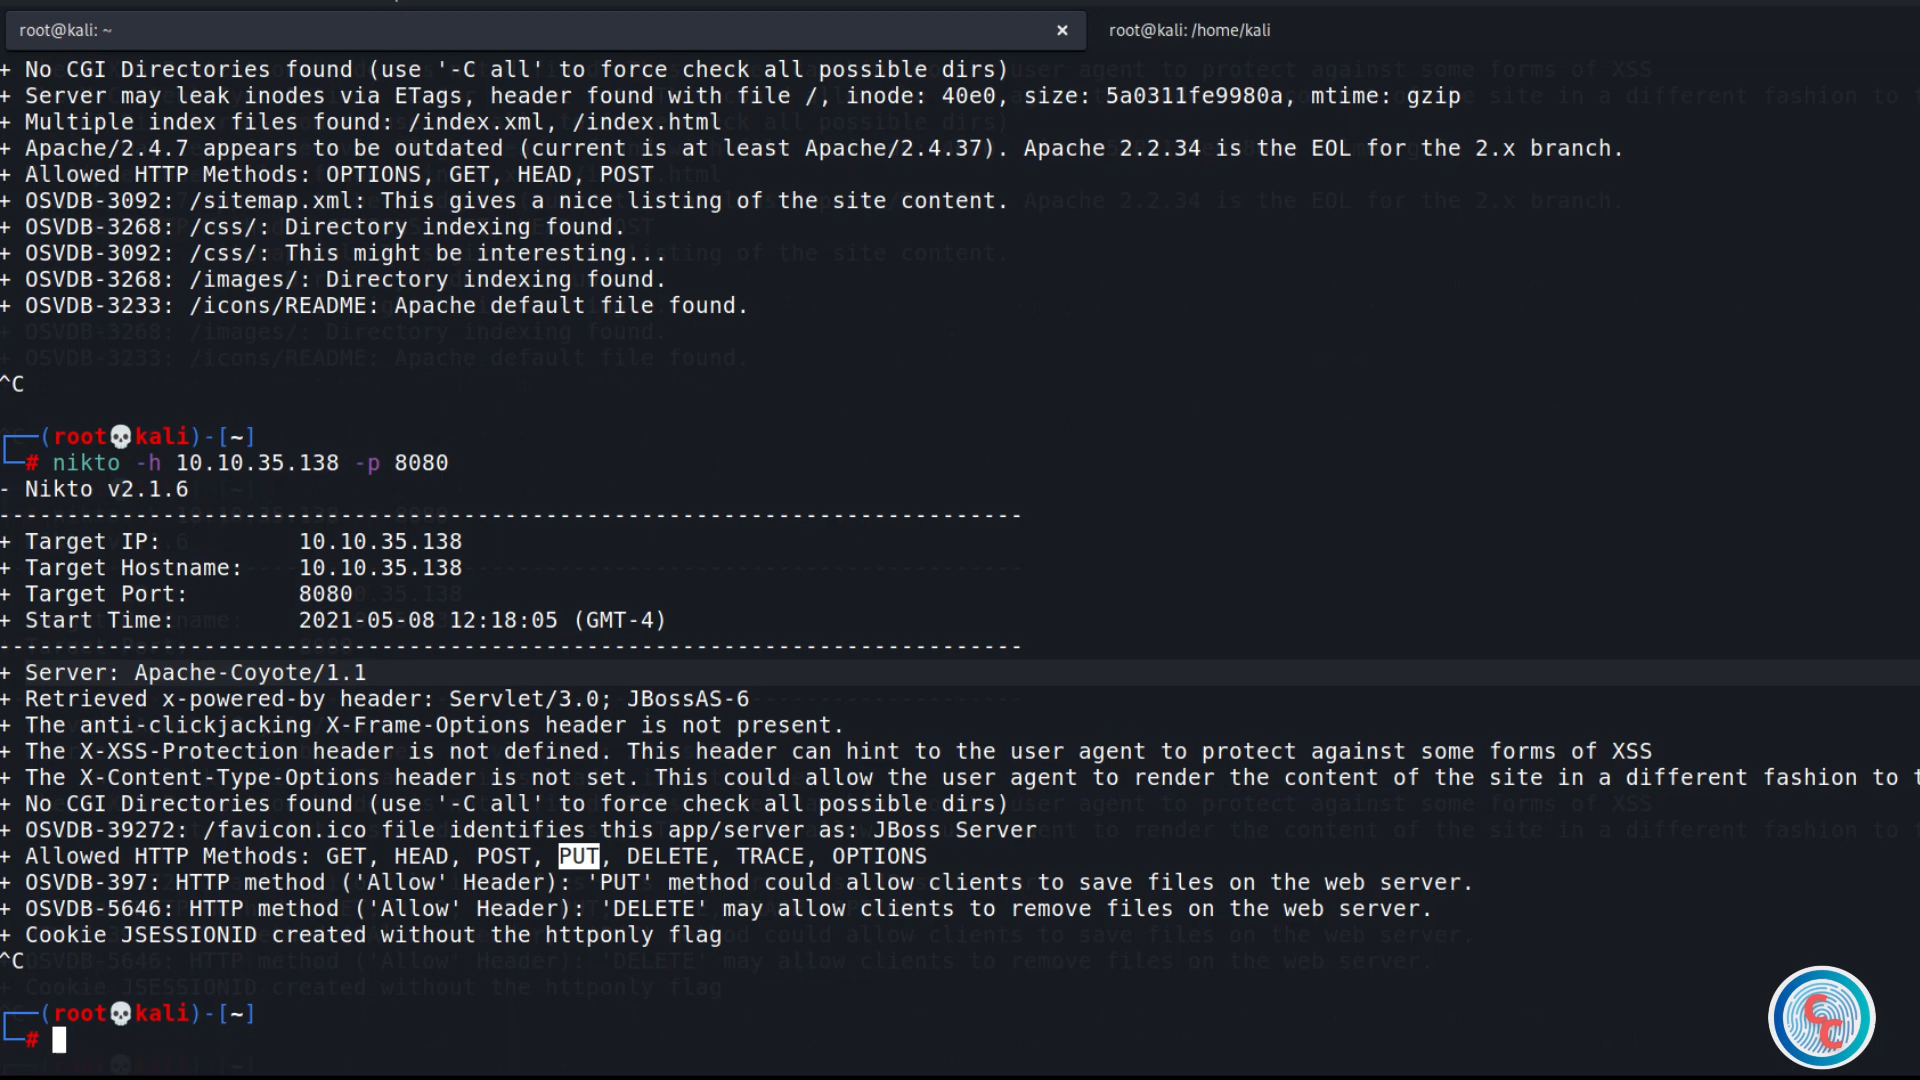 root@kali: ~ × root@kali: /home/kali
+ No CGI Directories found (use '-C all' to force check all possible dirs)
+ Server may leak inodes via ETags, header found with file /, inode: 40e0, size: 5a0311fe9980a, mtime: gzip
+ Multiple index files found: /index.xml, /index.html
+ Apache/2.4.7 appears to be outdated (current is at least Apache/2.4.37). Apache 2.2.34 is the EOL for the 2.x branch.
+ Allowed HTTP Methods: OPTIONS, GET, HEAD, POST
+ OSVDB-3092: /sitemap.xml: This gives a nice listing of the site content.
+ OSVDB-3268: /css/: Directory indexing found.
+ OSVDB-3092: /css/: This might be interesting...
+ OSVDB-3268: /images/: Directory indexing found.
+ OSVDB-3233: /icons/README: Apache default file found.
^C
┌──(root💀kali)-[~]
└─# nikto -h 10.10.35.138 -p 8080
- Nikto v2.1.6
---------------------------------------------------------------------------
+ Target IP: 10.10.35.138
+ Target Hostname: 10.10.35.138
+ Target Port: 8080
+ Start Time: 2021-05-08 12:18:05 (GMT-4)
---------------------------------------------------------------------------
+ Server: Apache-Coyote/1.1
+ Retrieved x-powered-by header: Servlet/3.0; JBossAS-6
+ The anti-clickjacking X-Frame-Options header is not present.
+ The X-XSS-Protection header is not defined. This header can hint to the user agent to protect against some forms of XSS
+ The X-Content-Type-Options header is not set. This could allow the user agent to render the content of the site in a different fashion to t
+ No CGI Directories found (use '-C all' to force check all possible dirs)
+ OSVDB-39272: /favicon.ico file identifies this app/server as: JBoss Server
+ Allowed HTTP Methods: GET, HEAD, POST, PUT, DELETE, TRACE, OPTIONS
+ OSVDB-397: HTTP method ('Allow' Header): 'PUT' method could allow clients to save files on the web server.
+ OSVDB-5646: HTTP method ('Allow' Header): 'DELETE' may allow clients to remove files on the web server.
+ Cookie JSESSIONID created without the httponly flag
^C
┌──(root💀kali)-[~]
└─#
CC